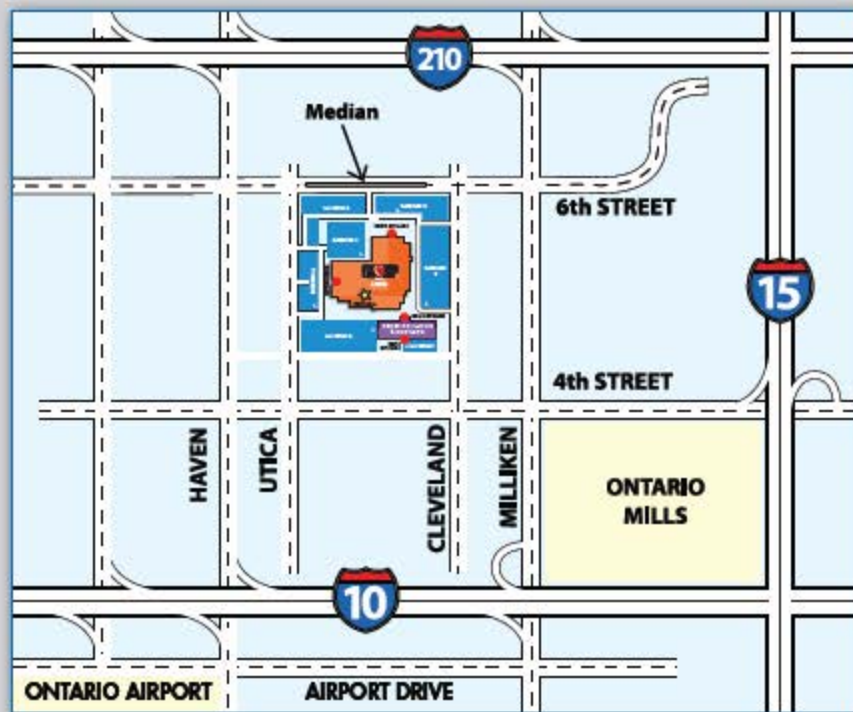 210
Median
6th STREET
15
4th STREET
HAVEN
UTICA
CLEVELAND
MILLIKEN
ONTARIO
MILLS
10
ONTARIO AIRPORT
AIRPORT DRIVE